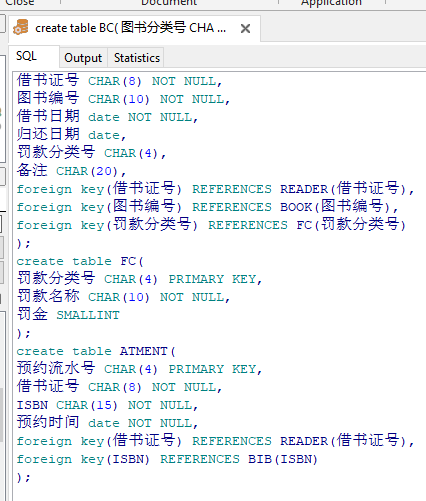 Close Document Application
create table BC( 图书分类号 CHA ...
SQL Output Statistics
借书证号 CHAR(8) NOT NULL,
图书编号 CHAR(10) NOT NULL,
借书日期 date NOT NULL,
归还日期 date,
罚款分类号 CHAR(4),
备注 CHAR(20),
foreign key(借书证号) REFERENCES READER(借书证号),
foreign key(图书编号) REFERENCES BOOK(图书编号),
foreign key(罚款分类号) REFERENCES FC(罚款分类号)
);
create table FC(
罚款分类号 CHAR(4) PRIMARY KEY,
罚款名称 CHAR(10) NOT NULL,
罚金 SMALLINT
);
create table ATMENT(
预约流水号 CHAR(4) PRIMARY KEY,
借书证号 CHAR(8) NOT NULL,
ISBN CHAR(15) NOT NULL,
预约时间 date NOT NULL,
foreign key(借书证号) REFERENCES READER(借书证号),
foreign key(ISBN) REFERENCES BIB(ISBN)
);